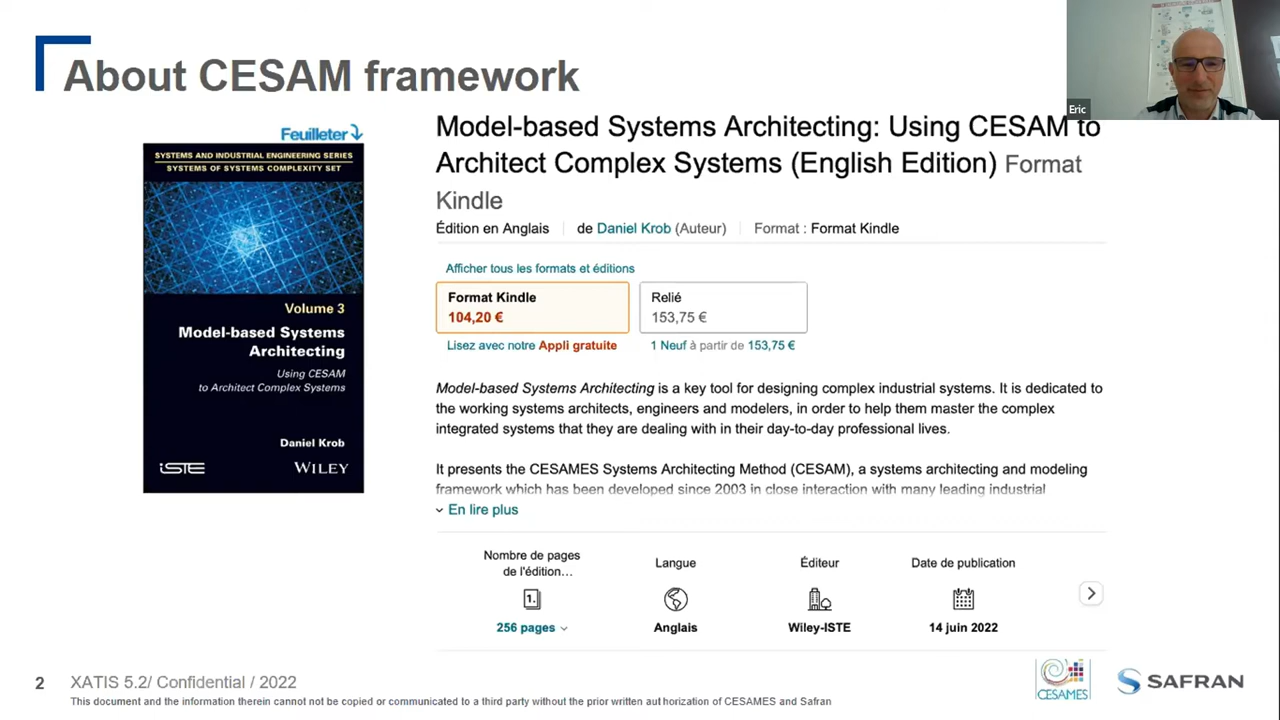 About CESAM framework
Eric
Feuilleter
SYSTEMS AND INDUSTRIAL ENGINEERING SERIES
SYSTEMS OF SYSTEMS COMPLEXITY SET
Volume 3
Model-based Systems
Architecting
Using CESAM
to Architect Complex Systems
Daniel Krob
iSTE
WILEY
Model-based Systems Architecting: Using CESAM to
Architect Complex Systems (English Edition) Format
Kindle
Édition en Anglais de Daniel Krob (Auteur) Format : Format Kindle
Afficher tous les formats et éditions
Format Kindle
104,20 €
Lisez avec notre Appli gratuite
Relié
153,75 €
1 Neuf à partir de 153,75 €
Model-based Systems Architecting is a key tool for designing complex industrial systems. It is dedicated to
the working systems architects, engineers and modelers, in order to help them master the complex
integrated systems that they are dealing with in their day-to-day professional lives.
It presents the CESAMES Systems Architecting Method (CESAM), a systems architecting and modeling
framework which has been developed since 2003 in close interaction with many leading industrial
En lire plus
Nombre de pages
de l'édition…
1.
256 pages
Langue
Anglais
Éditeur
Wiley-ISTE
Date de publication
14 juin 2022
2 XATIS 5.2/ Confidential / 2022
This document and the information therein cannot not be copied or communicated to a third party without the prior written aut horization of CESAMES and Safran
CESAMES
SAFRAN